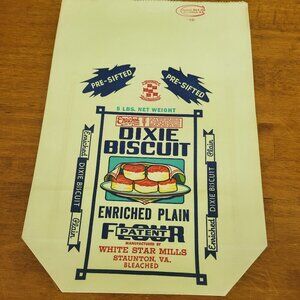 PRE-SIFTED
PRE-SIFTED
5 LBS. NET WEIGHT
Enriched
DIXIE
BISCUIT
ENRICHED PLAIN
FLOUR
PATENT
MANUFACTURED BY
WHITE STAR MILLS
STAUNTON, VA.
BLEACHED
Enriched
DIXIE BISCUIT
Plain
Plain
DIXIE BISCUIT
Enriched